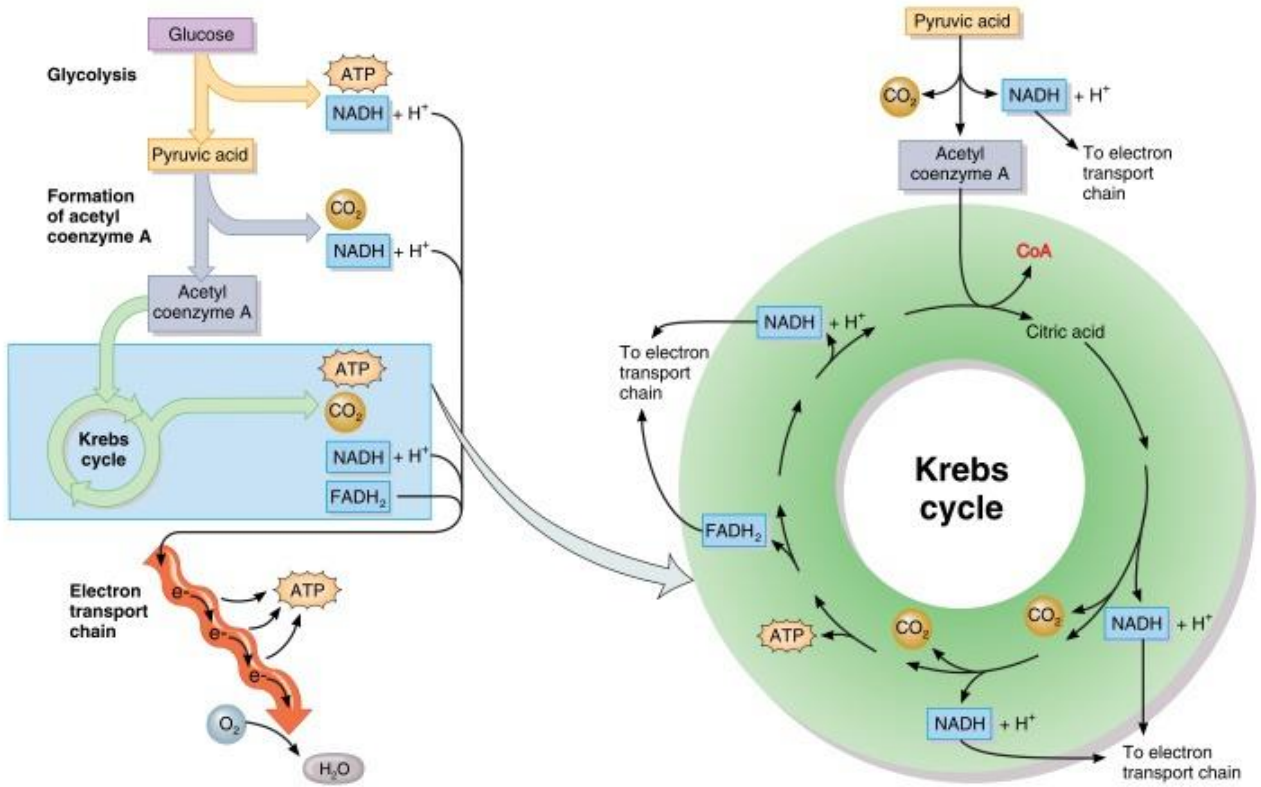 Glucose
Glycolysis
ATP
NADH + H⁺
Pyruvic acid
Formation
of acetyl
coenzyme A
CO₂
NADH + H⁺
Acetyl
coenzyme A
ATP
CO₂
Krebs
cycle
NADH + H⁺
FADH₂
Electron
transport
chain
ATP
e-
e-
e-
O₂
H₂O
Pyruvic acid
CO₂
NADH + H⁺
Acetyl
coenzyme A
To electron
transport
chain
CoA
NADH + H⁺
Citric acid
To electron
transport
chain
Krebs
cycle
FADH₂
ATP
CO₂
CO₂
NADH + H⁺
NADH + H⁺
To electron
transport chain